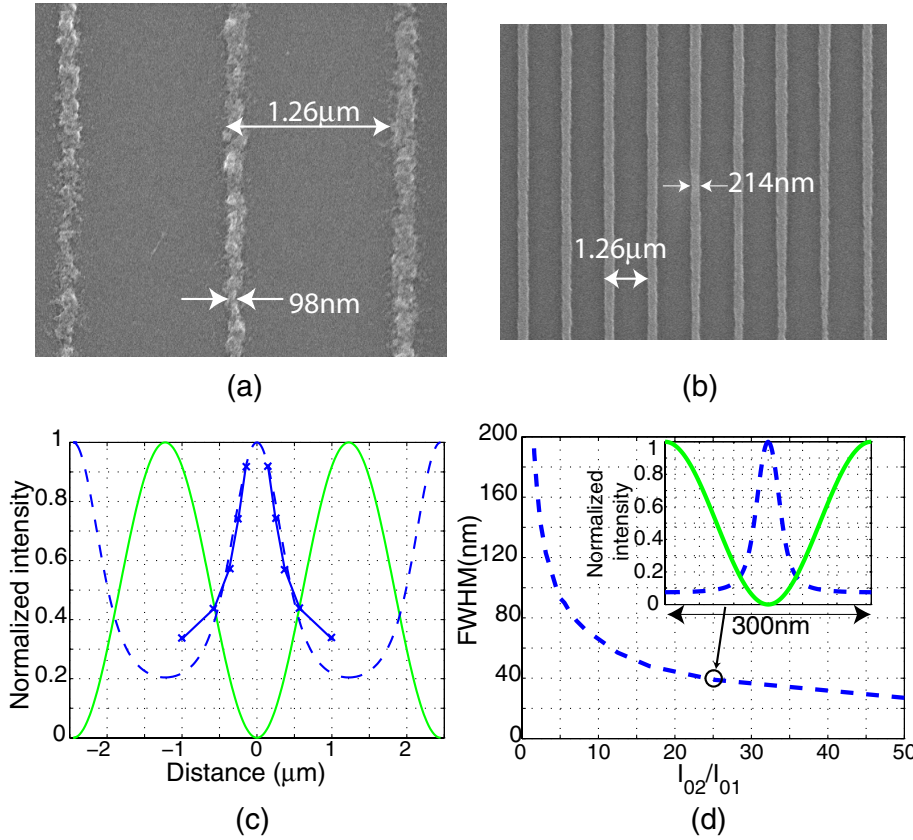 1.26μm
98nm
(a)
214nm
1.26μm
(b)
Normalized intensity
1
0.8
0.6
0.4
0.2
0
−2 −1 0 1 2
Distance (μm)
(c)
FWHM(nm)
200
160
120
80
40
0
0 10 20 30 40 50
I02/I01
Normalized
intensity
1
0.8
0.6
0.4
0.2
0
300nm
(d)